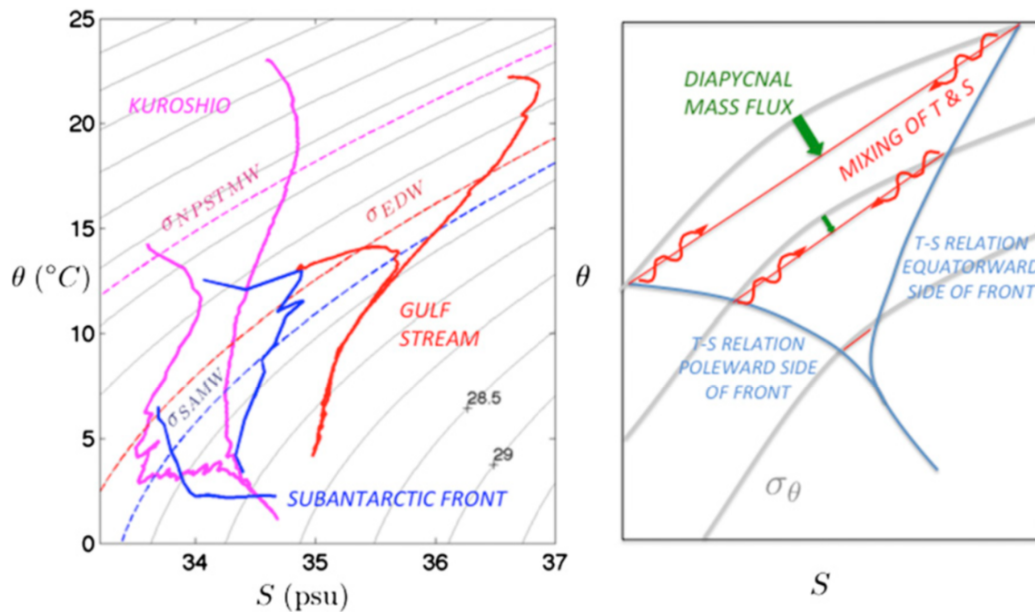 25
20
15
10
5
0
θ (°C)
34
35
36
37
S (psu)
KUROSHIO
σNPSTMW
σEDW
GULF
STREAM
σSAMW
28.5
29
SUBANTARCTIC FRONT
DIAPYCNAL
MASS FLUX
MIXING OF T & S
θ
T-S RELATION
EQUATORWARD
SIDE OF FRONT
T-S RELATION
POLEWARD SIDE
OF FRONT
σθ
S